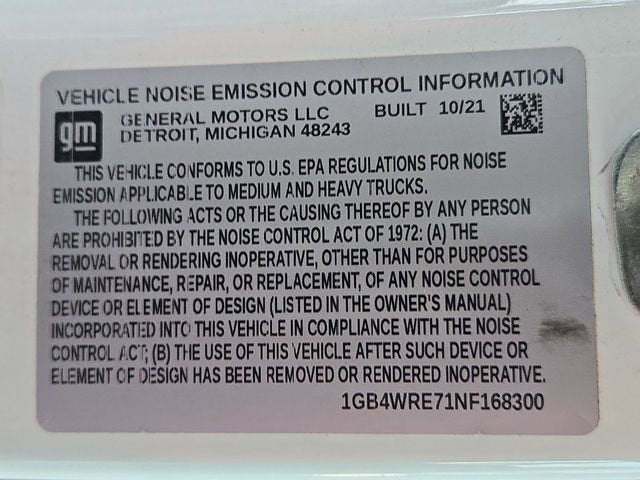 VEHICLE NOISE EMISSION CONTROL INFORMATION
gm GENERAL MOTORS LLC BUILT 10/21
DETROIT, MICHIGAN 48243
THIS VEHICLE CONFORMS TO U.S. EPA REGULATIONS FOR NOISE
EMISSION APPLICABLE TO MEDIUM AND HEAVY TRUCKS.
THE FOLLOWING ACTS OR THE CAUSING THEREOF BY ANY PERSON
ARE PROHIBITED BY THE NOISE CONTROL ACT OF 1972: (A) THE
REMOVAL OR RENDERING INOPERATIVE, OTHER THAN FOR PURPOSES
OF MAINTENANCE, REPAIR, OR REPLACEMENT, OF ANY NOISE CONTROL
DEVICE OR ELEMENT OF DESIGN (LISTED IN THE OWNER'S MANUAL)
INCORPORATED INTO THIS VEHICLE IN COMPLIANCE WITH THE NOISE
CONTROL ACT; (B) THE USE OF THIS VEHICLE AFTER SUCH DEVICE OR
ELEMENT OF DESIGN HAS BEEN REMOVED OR RENDERED INOPERATIVE.
1GB4WRE71NF168300